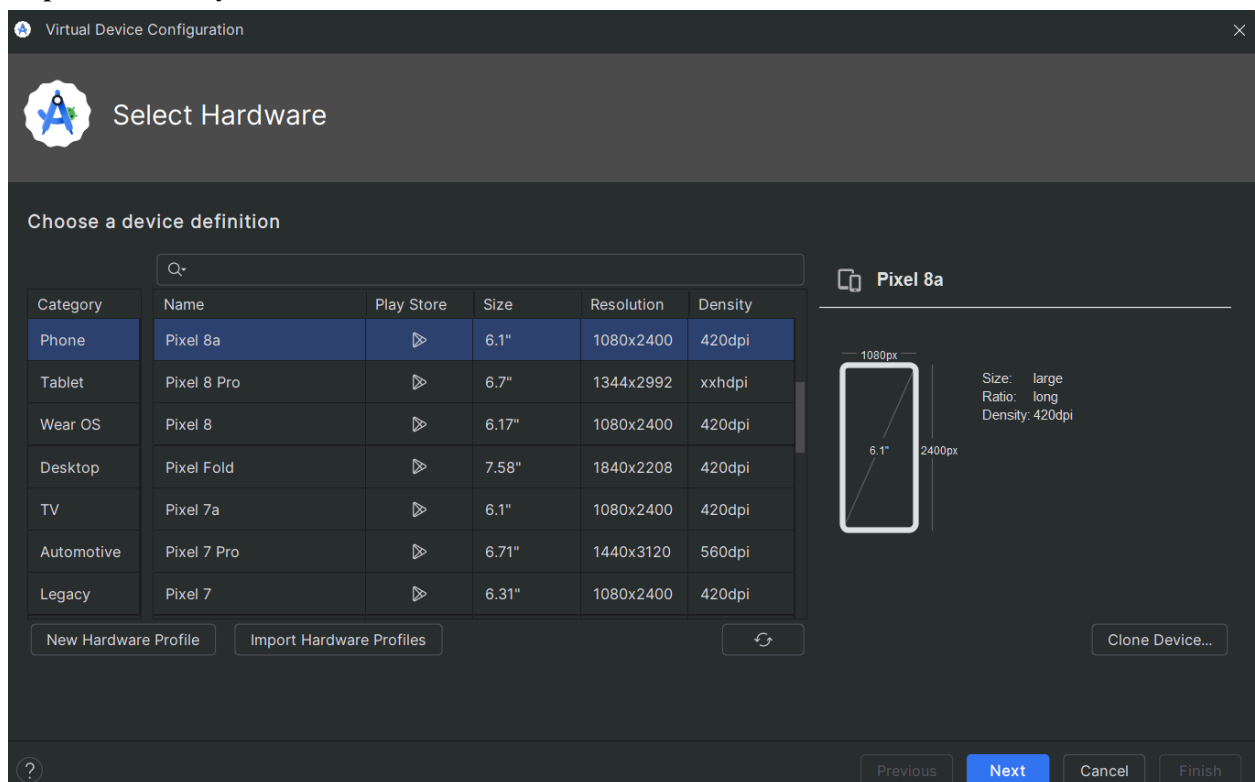 Virtual Device Configuration
Select Hardware
Choose a device definition
Category Name Play Store Size Resolution Density
Phone Pixel 8a 6.1" 1080x2400 420dpi
Tablet Pixel 8 Pro 6.7" 1344x2992 xxhdpi
Wear OS Pixel 8 6.17" 1080x2400 420dpi
Desktop Pixel Fold 7.58" 1840x2208 420dpi
TV Pixel 7a 6.1" 1080x2400 420dpi
Automotive Pixel 7 Pro 6.71" 1440x3120 560dpi
Legacy Pixel 7 6.31" 1080x2400 420dpi
New Hardware Profile Import Hardware Profiles
Pixel 8a
1080px
6.1" 2400px
Size: large
Ratio: long
Density: 420dpi
Clone Device...
? Previous Next Cancel Finish